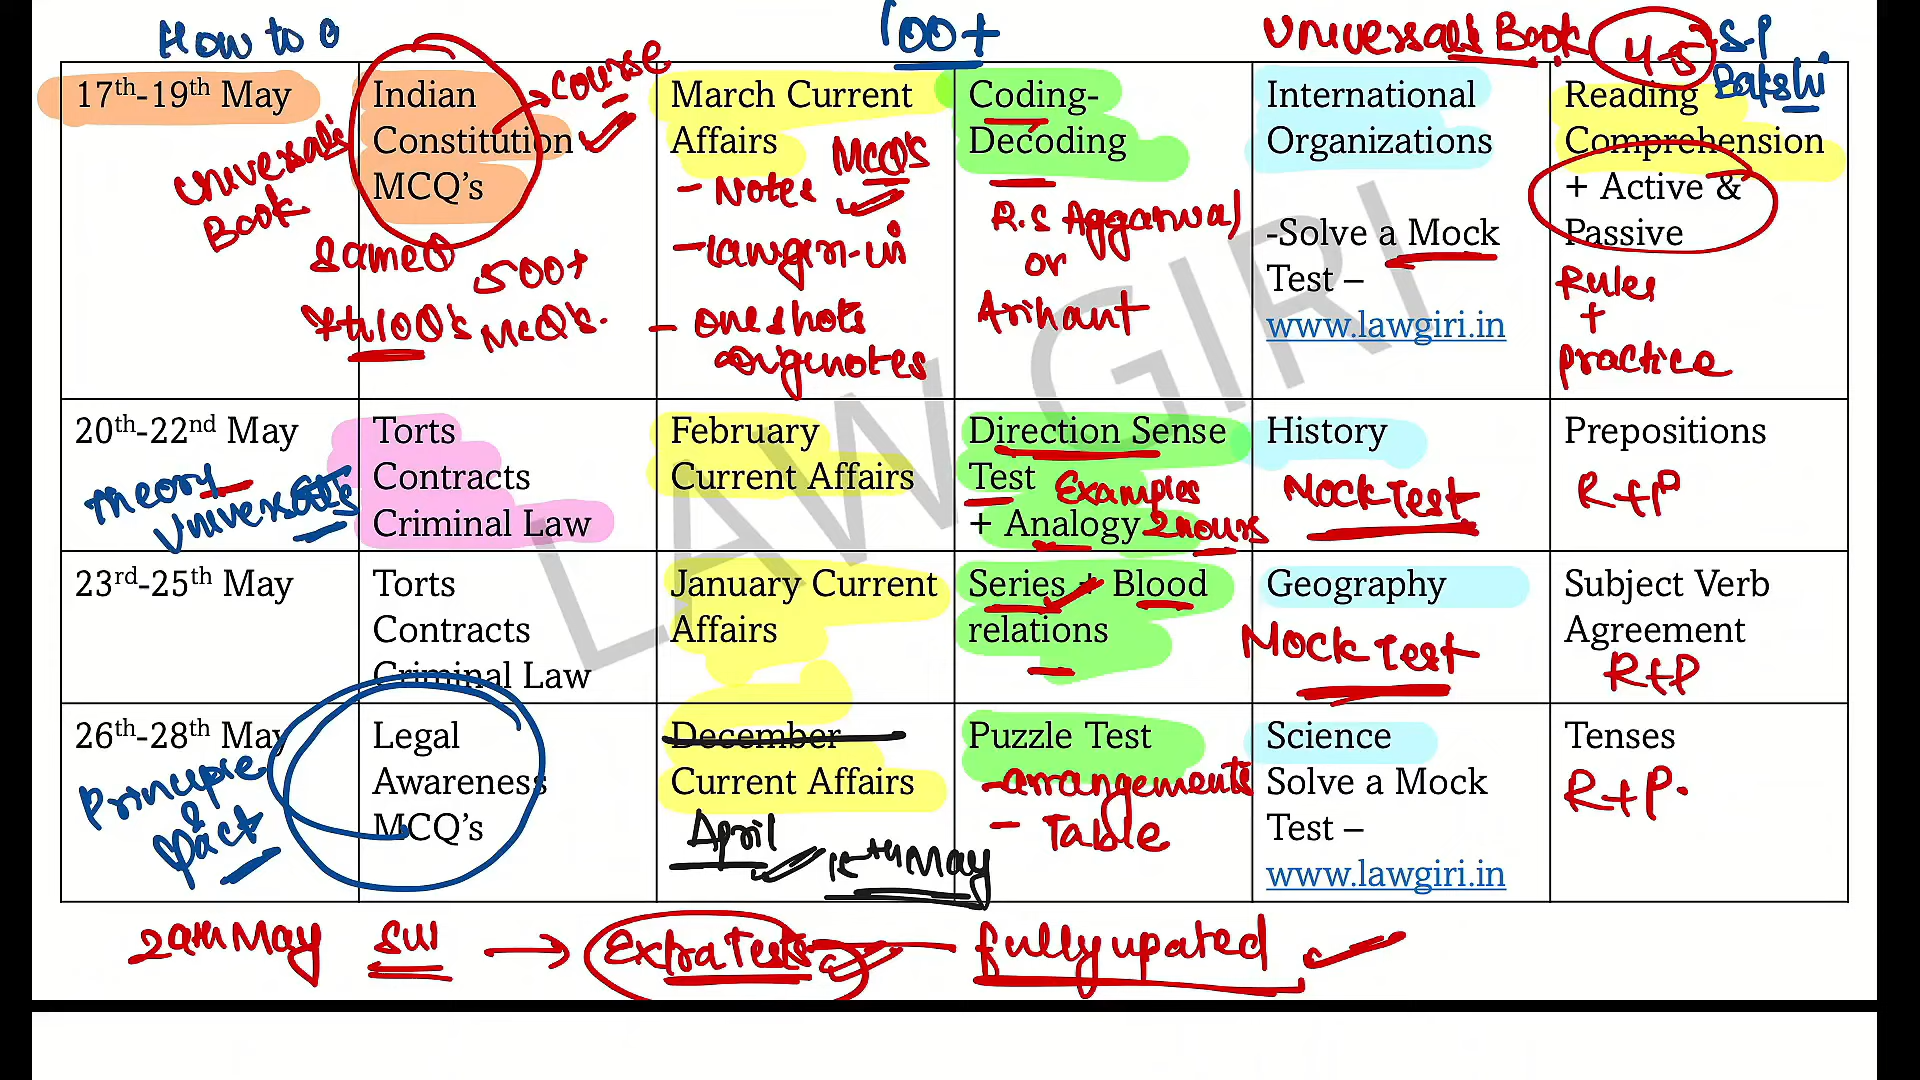 How to
100+
Universal's Book
4-5
S.P
Bakshi
17th-19th May
Universal's
Book
Indian
Constitution
MCQ's
course
Same
500+
MCQ's.
March Current
Affairs
MCQ's
- Notes
- lawgiri.in
- One shots
Coding-
Decoding
R.S Aggarwal
or
Arihant
International
Organizations
-Solve a Mock
Test –
www.lawgiri.in
Reading
Comprehension
+ Active &
Passive
Rules
+
practice
20th-22nd May
Theory
Universal's
Torts
Contracts
Criminal Law
February
Current Affairs
Direction Sense
Test
Examples
+ Analogy
2 hours
History
Mock Test
Prepositions
R+P
23rd-25th May
Torts
Contracts
Criminal Law
January Current
Affairs
Series + Blood
relations
Geography
Mock Test
Subject Verb
Agreement
R+P
26th-28th May
Principle
&
Fact
Legal
Awareness
MCQ's
December
Current Affairs
April
15th May
Puzzle Test
- arrangements
- Table
Science
Solve a Mock
Test –
www.lawgiri.in
Tenses
R+P.
29th May
Extra Tests
fully upated
LAW GIRI